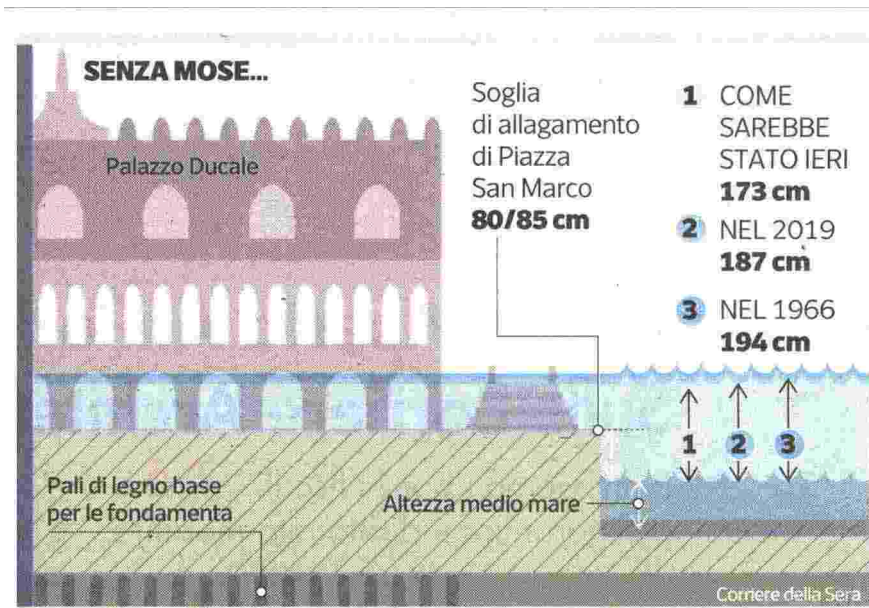 SENZA MOSE...
Palazzo Ducale
Soglia
di allagamento
di Piazza
San Marco
80/85 cm
1 COME
SAREBBE
STATO IERI
173 cm
2 NEL 2019
187 cm
3 NEL 1966
194 cm
1 2 3
Pali di legno base
per le fondamenta
Altezza medio mare
Corriere della Sera